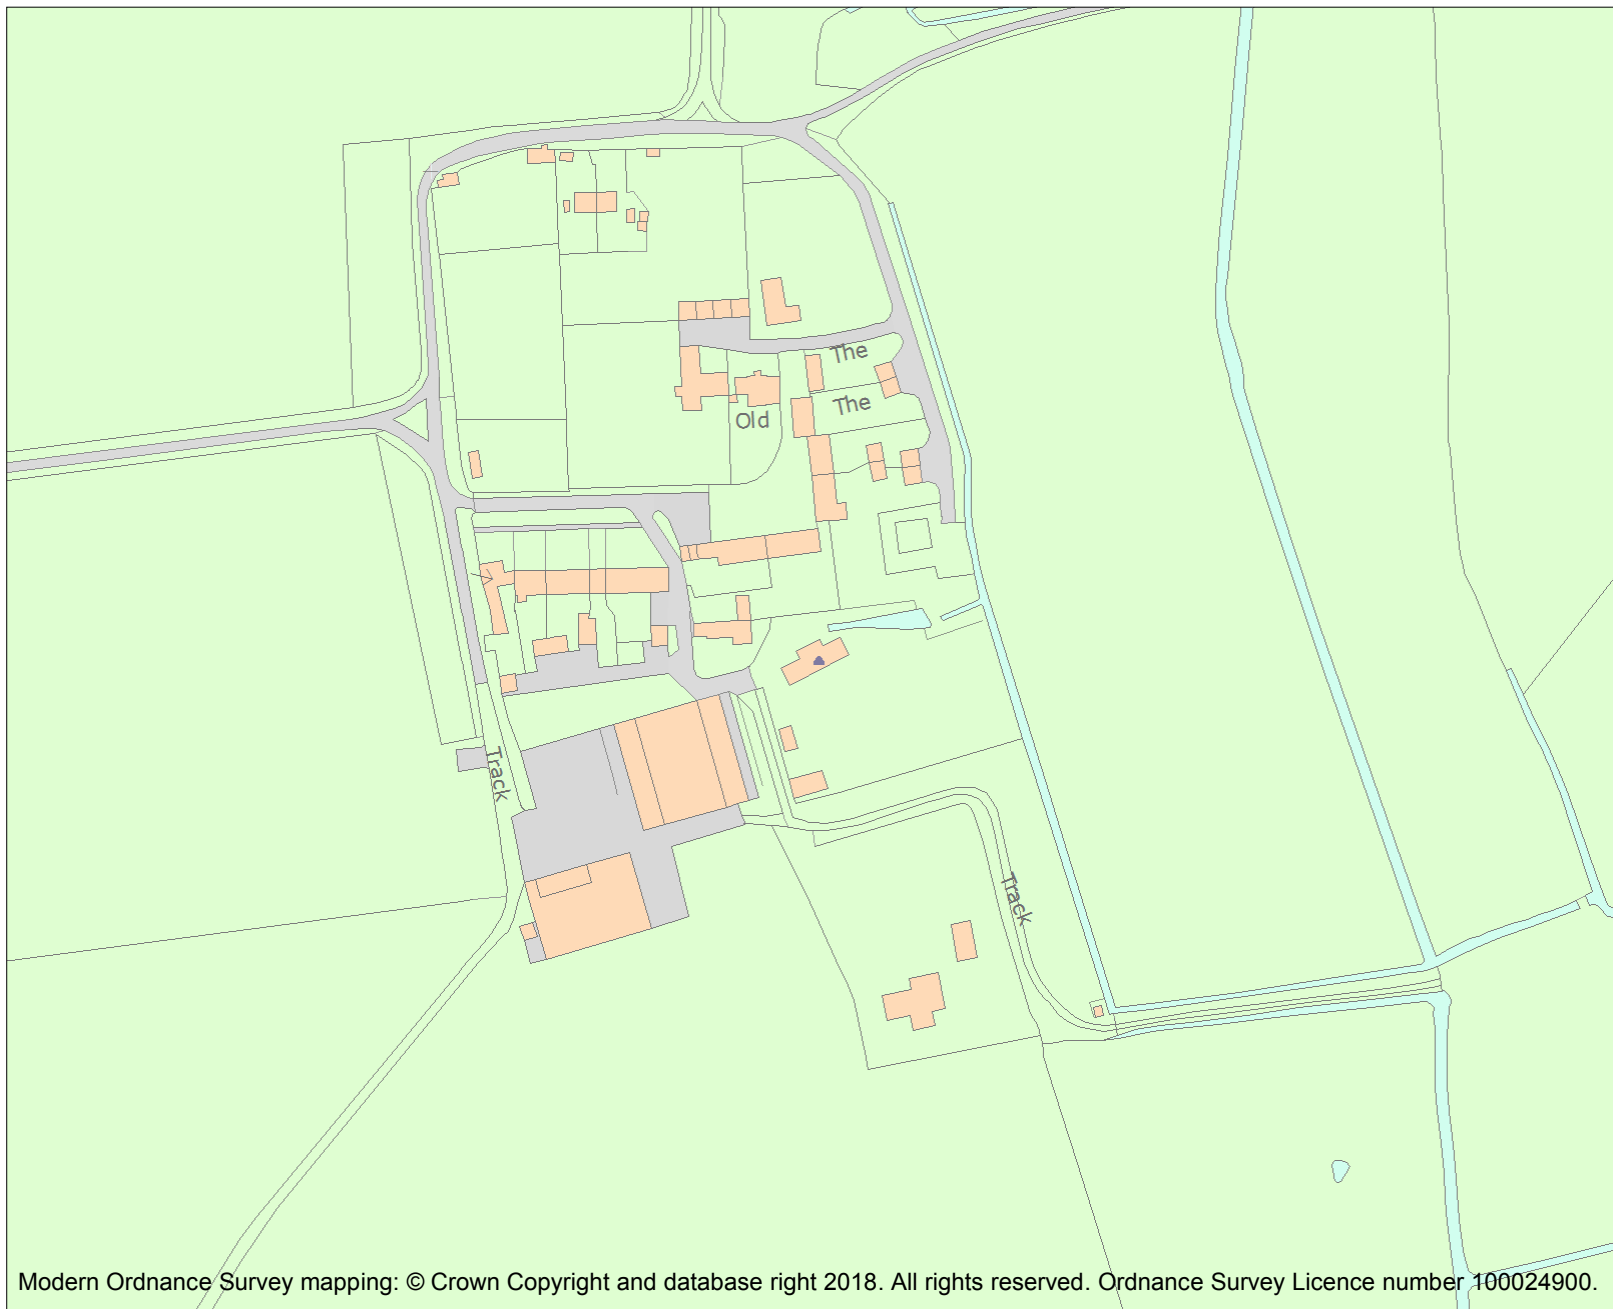 The
The
Old
Track
Track
Modern Ordnance Survey mapping: © Crown Copyright and database right 2018. All rights reserved. Ordnance Survey Licence number 100024900.